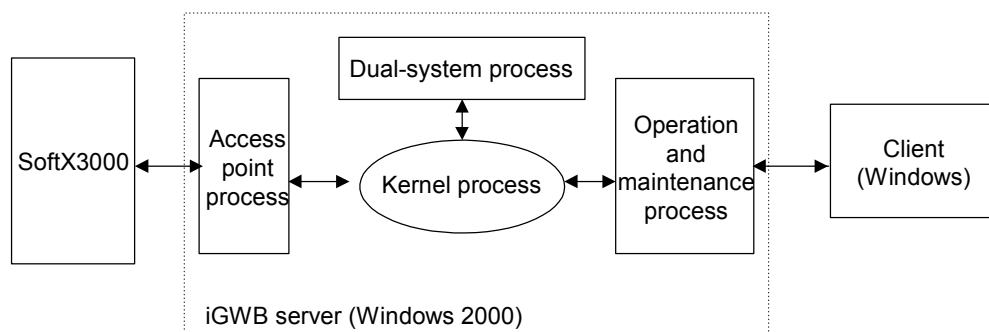 SoftX3000
Access
point
process
Dual-system process
Kernel process
Operation
and
maintenance
process
Client
(Windows)
iGWB server (Windows 2000)